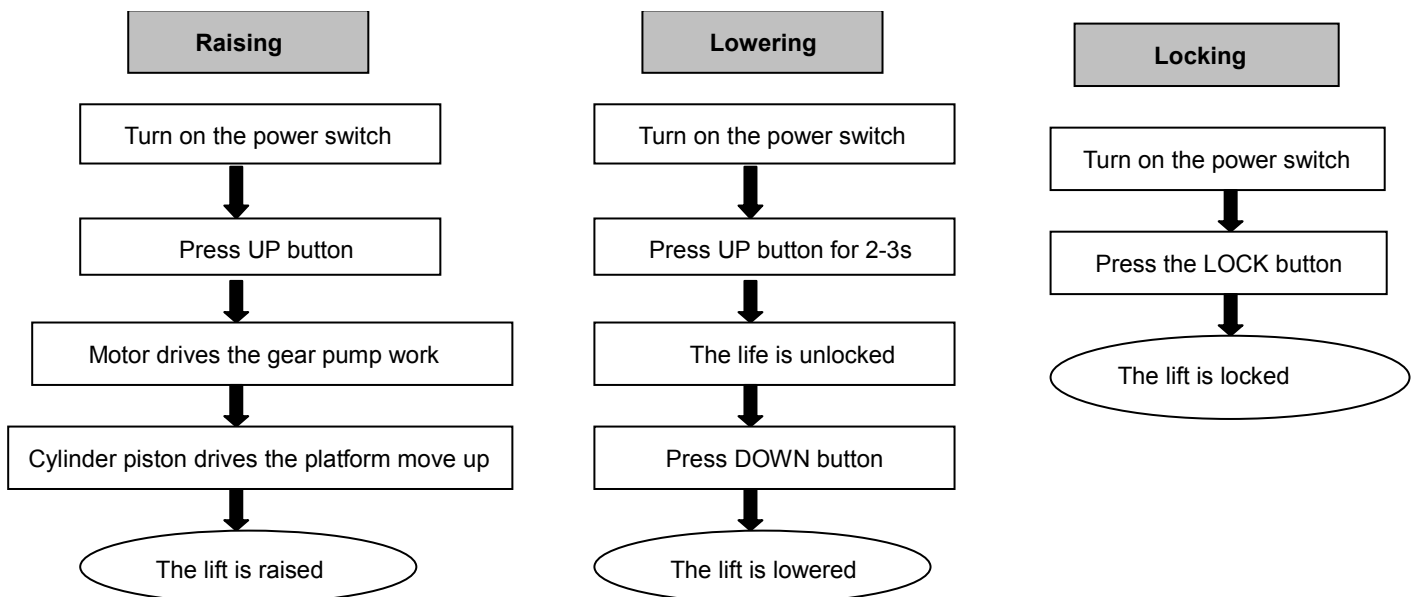 Raising
Turn on the power switch
Press UP button
Motor drives the gear pump work
Cylinder piston drives the platform move up
The lift is raised
Lowering
Turn on the power switch
Press UP button for 2-3s
The life is unlocked
Press DOWN button
The lift is lowered
Locking
Turn on the power switch
Press the LOCK button
The lift is locked